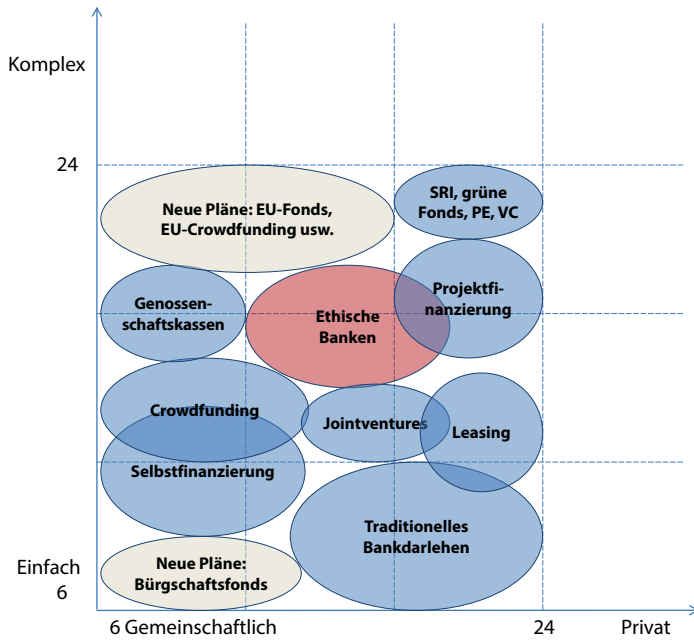 Komplex
24
SRI, grüne
Fonds, PE, VC
Neue Pläne: EU-Fonds,
EU-Crowdfunding usw.
Projektfi-
nanzierung
Genossen-
schaftskassen
Ethische
Banken
Crowdfunding
Jointventures
Leasing
Selbstfinanzierung
Traditionelles
Bankdarlehen
Neue Pläne:
Bürgschaftsfonds
Einfach
6
6 Gemeinschaftlich
24
Privat